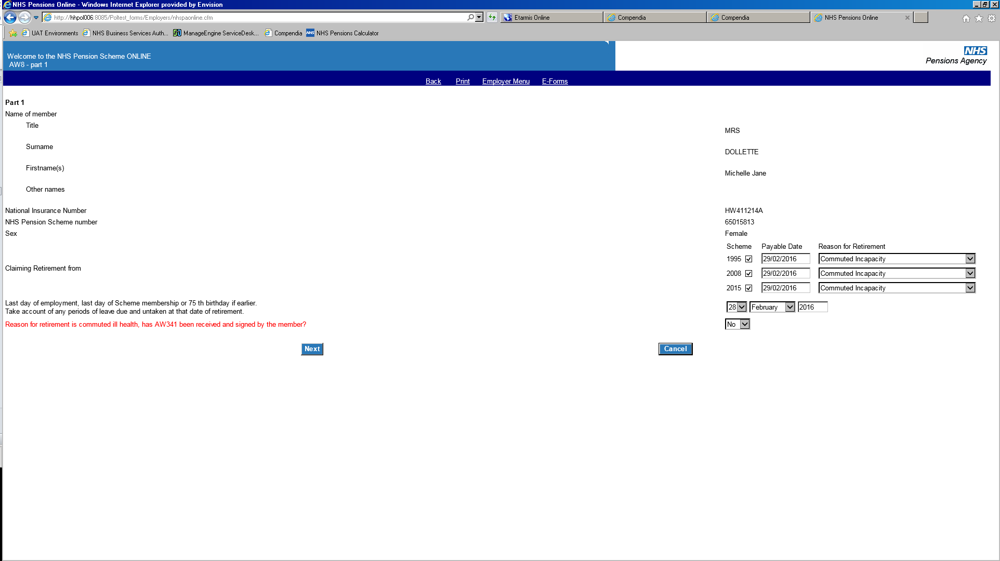 NHS Pensions Online - Windows Internet Explorer provided by Envision
http://hhpol006:8085/Poltest_forms/Employers/nhspaonline.cfm
Etarmis Online
Compendia
Compendia
NHS Pensions Online
UAT Environments
NHS Business Services Auth...
ManageEngine ServiceDesk...
Compendia
NHS
NHS Pensions Calculator
Welcome to the NHS Pension Scheme ONLINE
AW8 - part 1
NHS
Pensions Agency
Back Print Employer Menu E-Forms
Part 1
Name of member
Title MRS
Surname DOLLETTE
Firstname(s) Michelle Jane
Other names
National Insurance Number HW411214A
NHS Pension Scheme number 65015813
Sex Female
Scheme Payable Date Reason for Retirement
Claiming Retirement from
1995 29/02/2016 Commuted Incapacity
2008 29/02/2016 Commuted Incapacity
2015 29/02/2016 Commuted Incapacity
Last day of employment, last day of Scheme membership or 75 th birthday if earlier.
Take account of any periods of leave due and untaken at that date of retirement.
28 February 2016
Reason for retirement is commuted ill health, has AW341 been received and signed by the member? No
Next Cancel